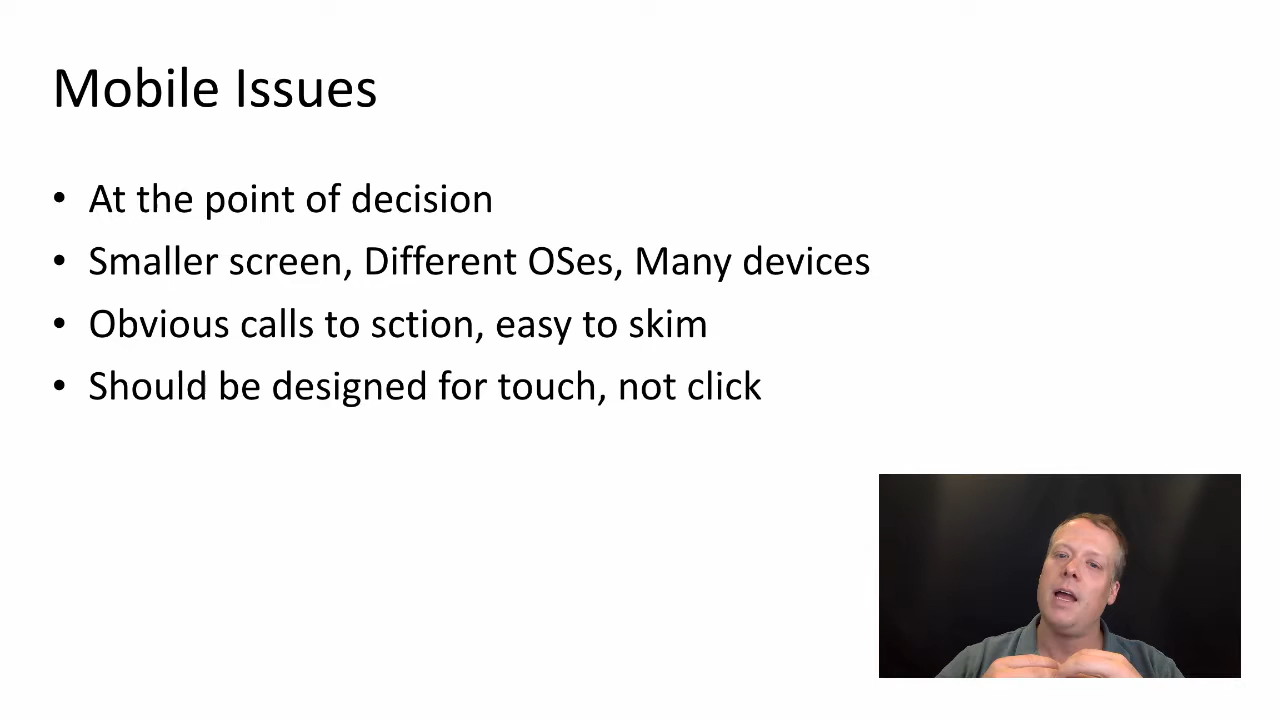 Mobile Issues
• At the point of decision
• Smaller screen, Different OSes, Many devices
• Obvious calls to sction, easy to skim
• Should be designed for touch, not click